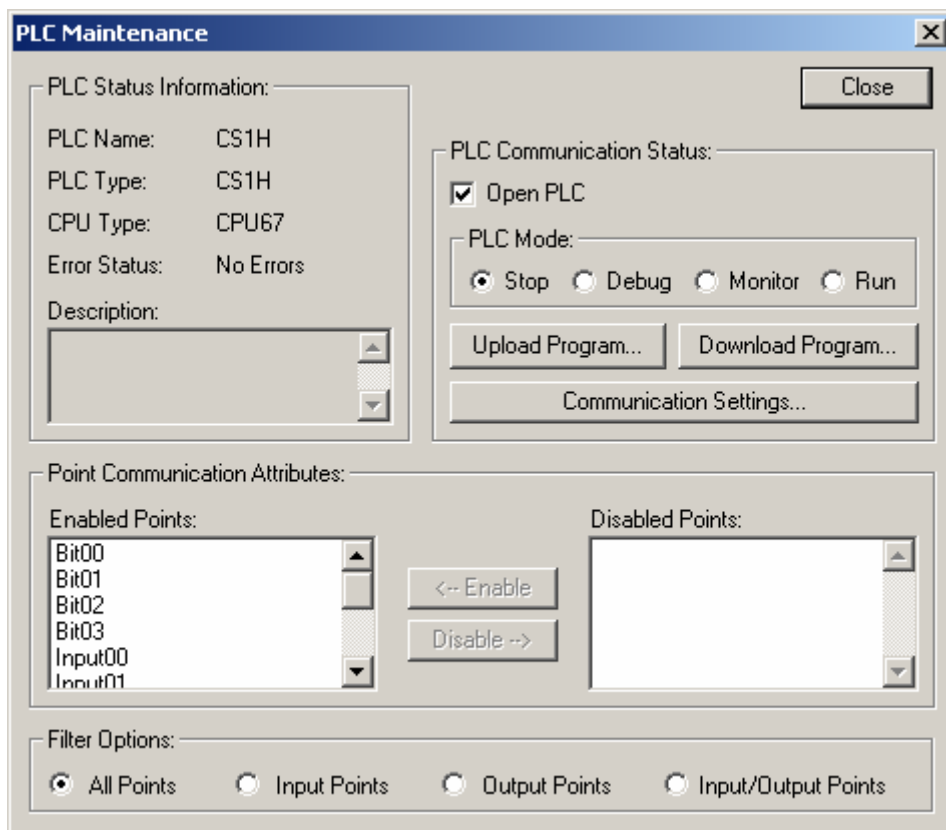 PLC Maintenance
PLC Status Information:
Close
PLC Name: CS1H
PLC Type: CS1H
CPU Type: CPU67
Error Status: No Errors
Description:
PLC Communication Status:
Open PLC
PLC Mode:
Stop Debug Monitor Run
Upload Program... Download Program...
Communication Settings...
Point Communication Attributes:
Enabled Points:
Bit00
Bit01
Bit02
Bit03
Input00
Input01
<-- Enable
Disable -->
Disabled Points:
Filter Options:
All Points Input Points Output Points Input/Output Points